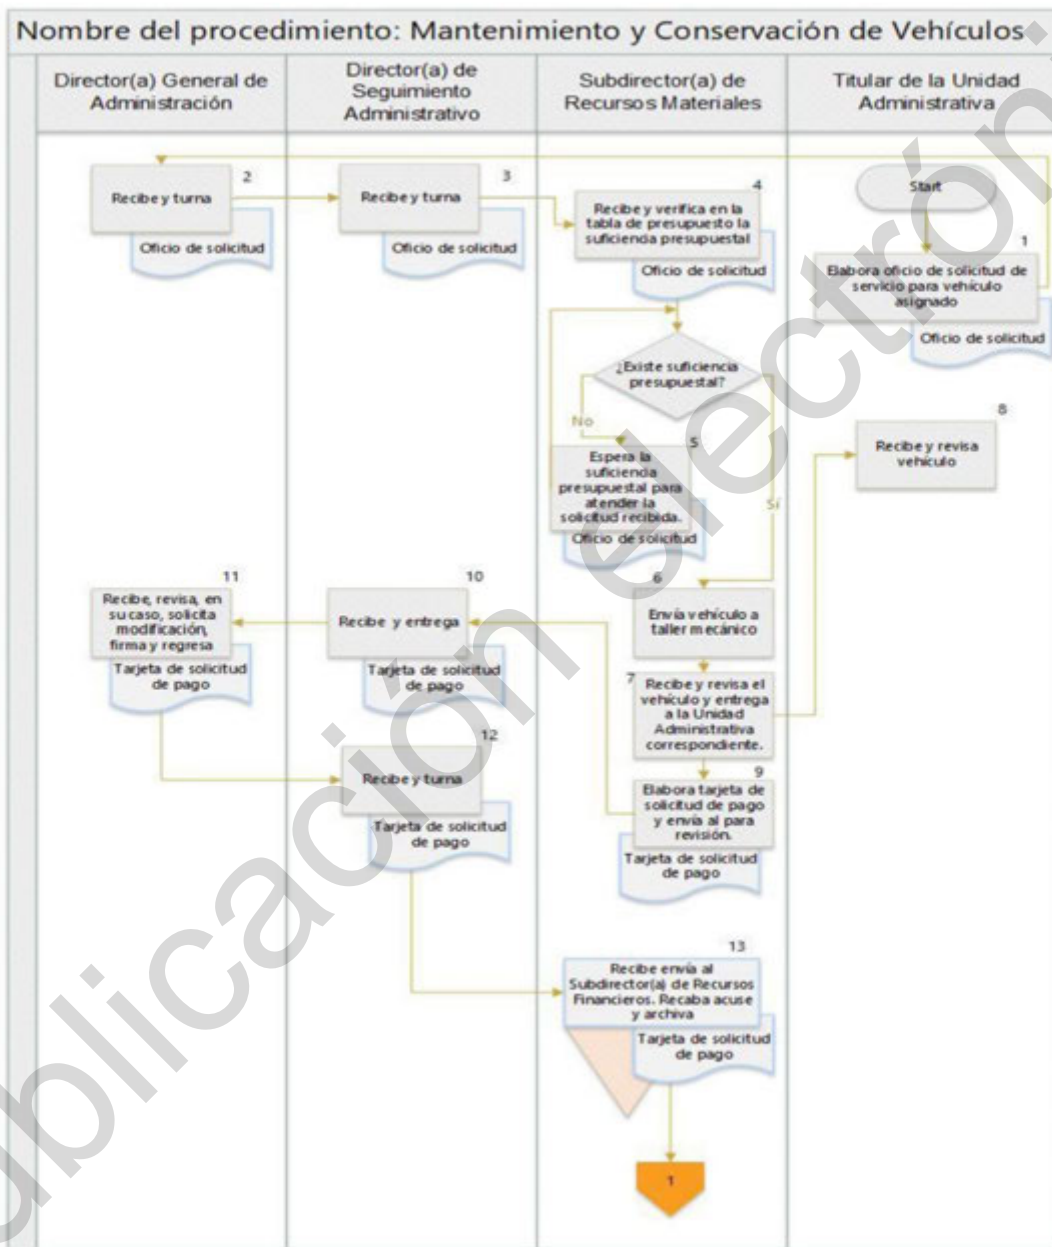 Nombre del procedimiento: Mantenimiento y Conservación de Vehículos
Director(a) General de
Administración
Director(a) de
Seguimiento
Administrativo
Subdirector(a) de
Recursos Materiales
Titular de la Unidad
Administrativa
Start
1
Elabora oficio de solicitud de
servicio para vehículo
asignado
Oficio de solicitud
2
Recibe y turna
Oficio de solicitud
3
Recibe y turna
Oficio de solicitud
4
Recibe y verifica en la
tabla de presupuesto la
suficiencia presupuestal
Oficio de solicitud
¿Existe suficiencia
presupuestal?
No
Sí
5
Espera la
suficiencia
presupuestal para
atender la
solicitud recibida.
Oficio de solicitud
6
Envía vehículo a
taller mecánico
7
Recibe y revisa el
vehículo y entrega
a la Unidad
Administrativa
correspondiente.
8
Recibe y revisa
vehículo
9
Elabora tarjeta de
solicitud de pago
y envía al para
revisión.
Tarjeta de solicitud
de pago
10
Recibe y entrega
Tarjeta de solicitud
de pago
11
Recibe, revisa, en
su caso, solicita
modificación,
firma y regresa
Tarjeta de solicitud
de pago
12
Recibe y turna
Tarjeta de solicitud
de pago
13
Recibe envía al
Subdirector(a) de Recursos
Financieros. Recaba acuse
y archiva
Tarjeta de solicitud
de pago
1
ublicación electróni